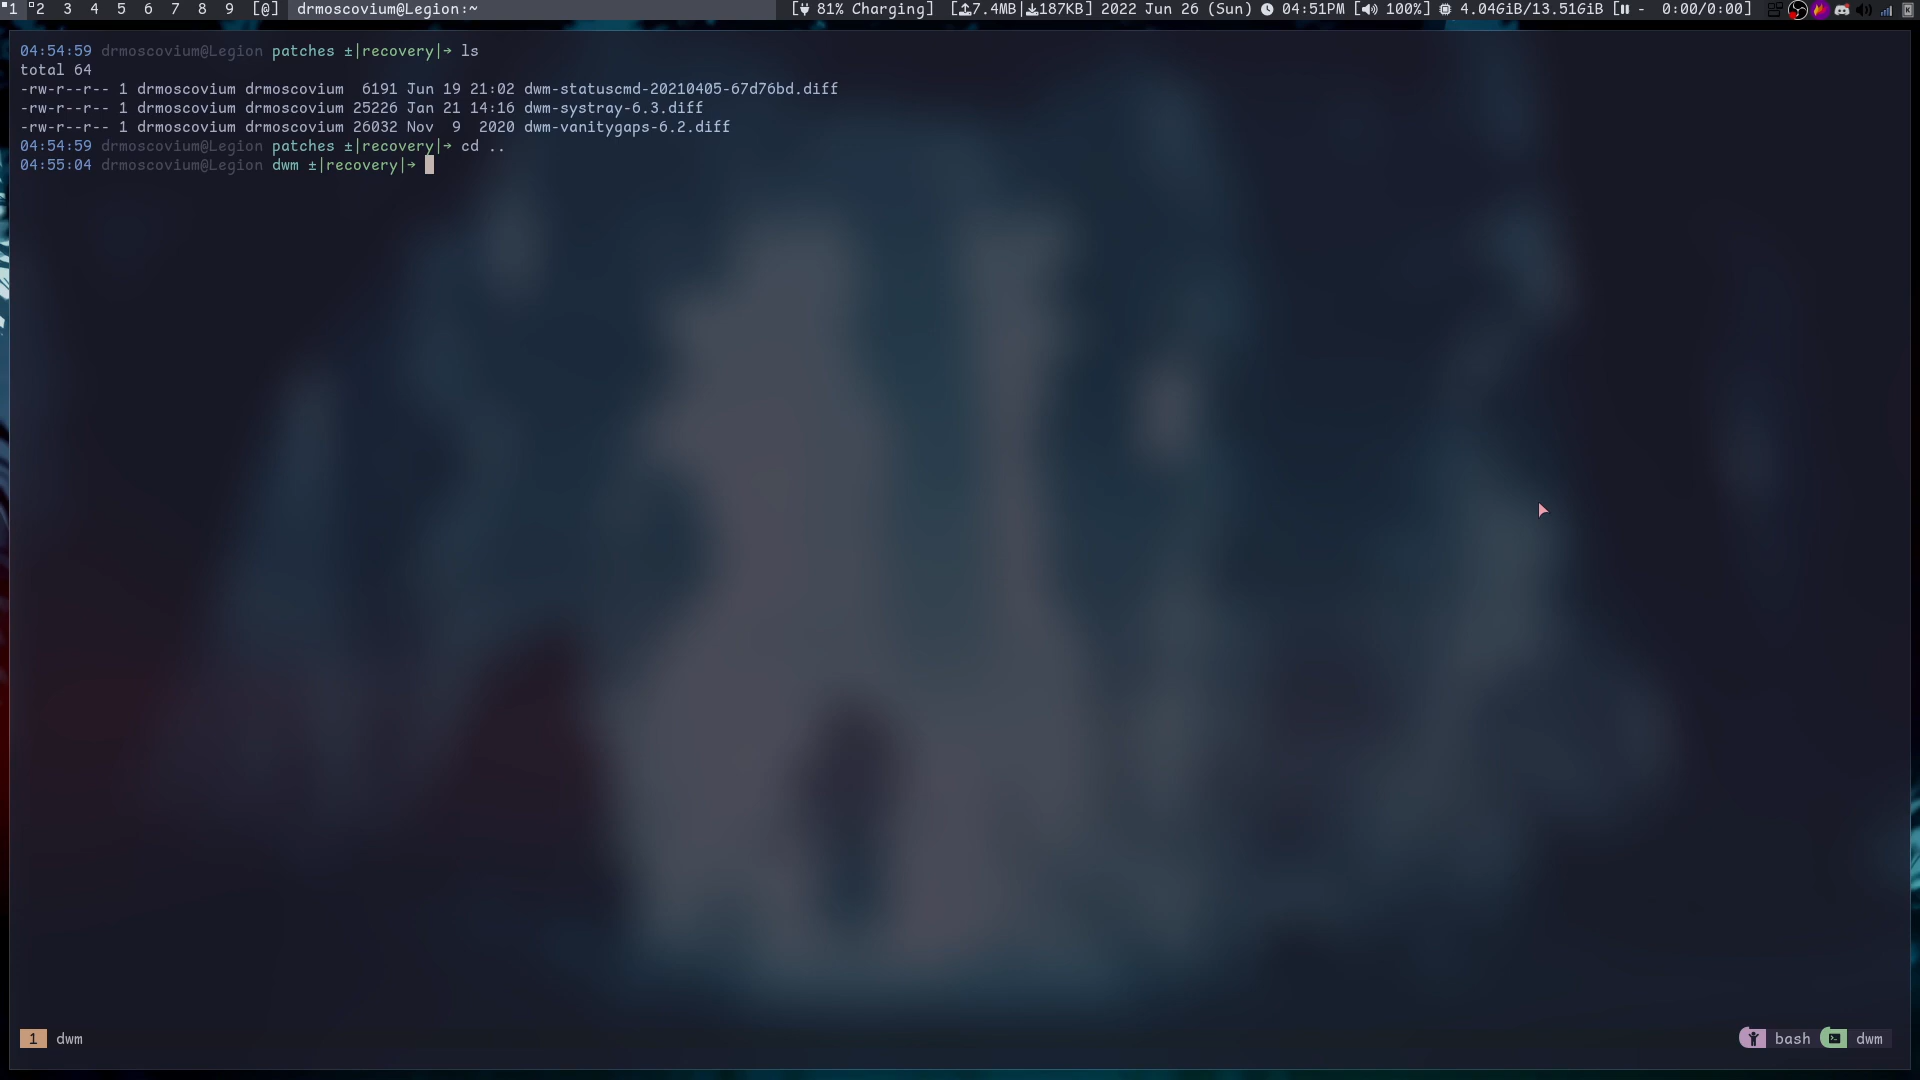 1 2 3 4 5 6 7 8 9 [@] drmoscovium@Legion:~ [ 81% Charging] [7.4MB|187KB] 2022 Jun 26 (Sun) 04:51PM [ 100%] 4.04GiB/13.51GiB [ - 0:00/0:00]
04:54:59 drmoscovium@Legion patches ±|recovery|→ ls
total 64
-rw-r--r-- 1 drmoscovium drmoscovium  6191 Jun 19 21:02 dwm-statuscmd-20210405-67d76bd.diff
-rw-r--r-- 1 drmoscovium drmoscovium 25226 Jan 21 14:16 dwm-systray-6.3.diff
-rw-r--r-- 1 drmoscovium drmoscovium 26032 Nov  9  2020 dwm-vanitygaps-6.2.diff
04:54:59 drmoscovium@Legion patches ±|recovery|→ cd ..
04:55:04 drmoscovium@Legion dwm ±|recovery|→
1 dwm bash dwm